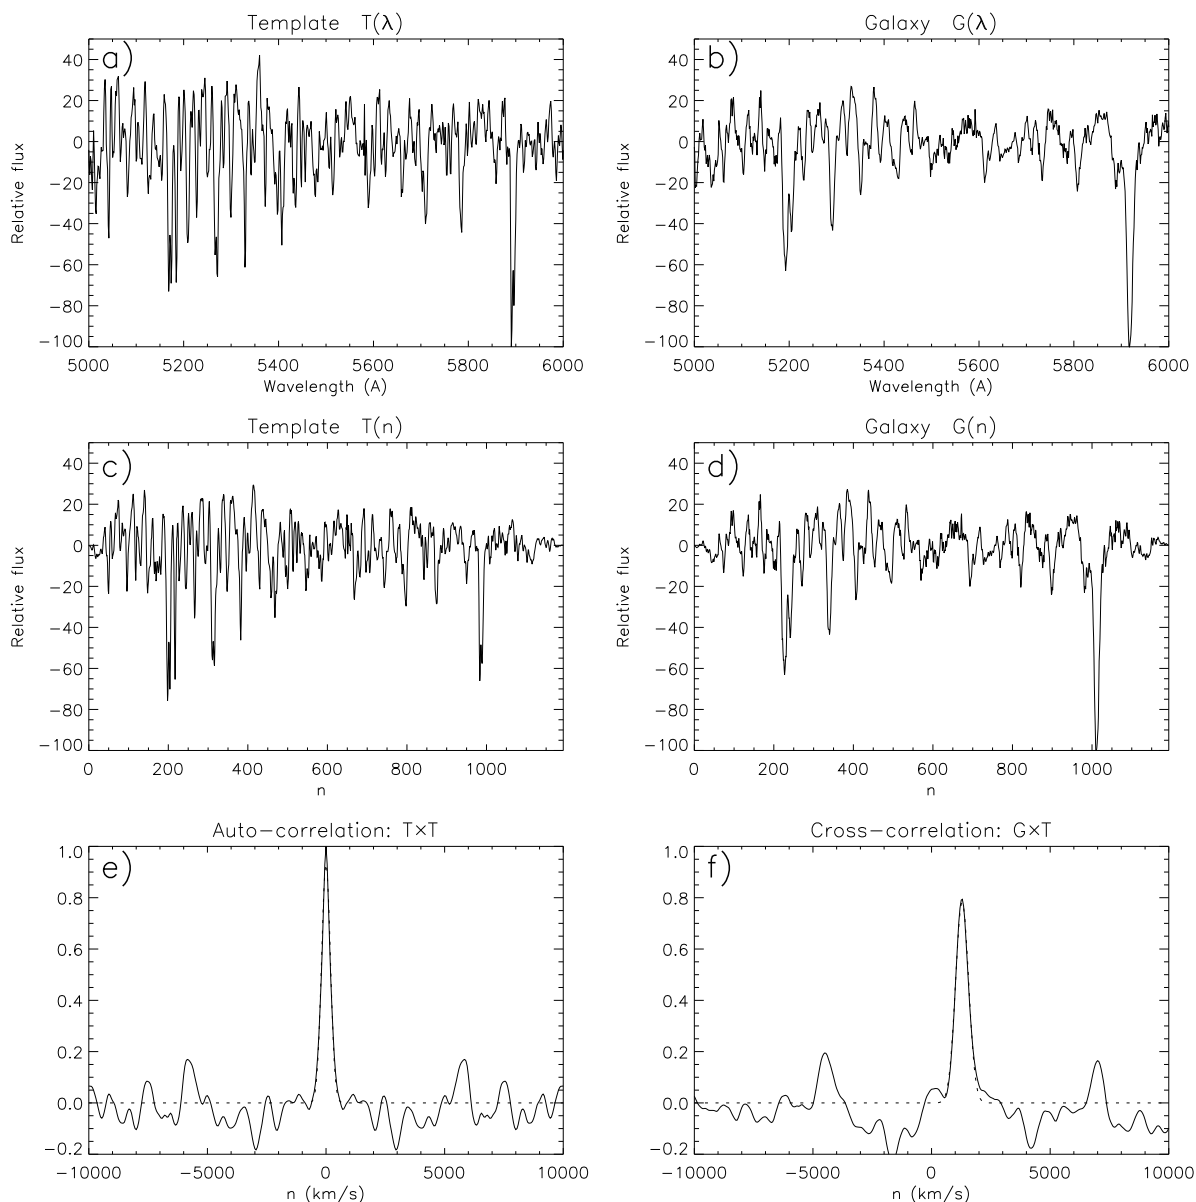 Template T(λ)
Galaxy G(λ)
a)
b)
40
20
0
−20
−40
−60
−80
−100
Relative flux
5000 5200 5400 5600 5800 6000
Wavelength (A)
40
20
0
−20
−40
−60
−80
−100
Relative flux
5000 5200 5400 5600 5800 6000
Wavelength (A)
Template T(n)
Galaxy G(n)
c)
d)
40
20
0
−20
−40
−60
−80
−100
Relative flux
0 200 400 600 800 1000
n
40
20
0
−20
−40
−60
−80
−100
Relative flux
0 200 400 600 800 1000
n
Auto−correlation: T×T
Cross−correlation: G×T
e)
f)
1.0
0.8
0.6
0.4
0.2
0.0
−0.2
−10000 −5000 0 5000 10000
n (km/s)
1.0
0.8
0.6
0.4
0.2
0.0
−0.2
−10000 −5000 0 5000 10000
n (km/s)